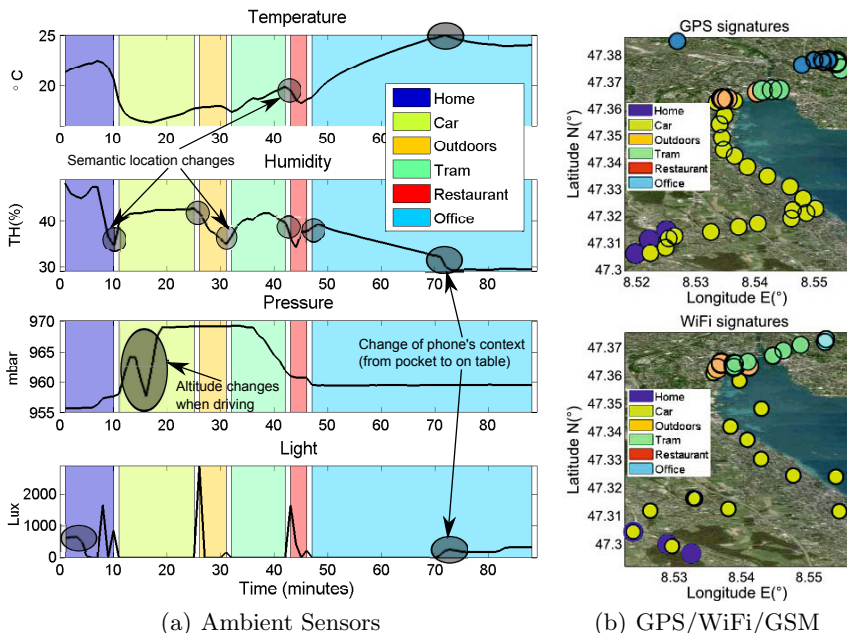 Temperature
25
20
° C
0 10 20 30 40 50 60 70 80
Home
Car
Outdoors
Tram
Restaurant
Office
Semantic location changes
Humidity
TH(%)
40
30
0 10 20 30 40 50 60 70 80
Pressure
970
965
960
955
mbar
Altitude changes
when driving
Change of phone's context
(from pocket to on table)
0 10 20 30 40 50 60 70 80
Light
Lux
2000
1000
0
0 10 20 30 40 50 60 70 80
Time (minutes)
(a) Ambient Sensors
GPS signatures
47.38
47.37
47.36
47.35
47.34
47.33
47.32
47.31
47.3
Latitude N(°)
Home
Car
Outdoors
Tram
Restaurant
Office
8.52 8.53 8.54 8.55
Longitude E(°)
WiFi signatures
47.37
47.36
47.35
47.34
47.33
47.32
47.31
47.3
Latitude N(°)
Home
Car
Outdoors
Tram
Restaurant
Office
8.53 8.54 8.55
Longitude E(°)
(b) GPS/WiFi/GSM